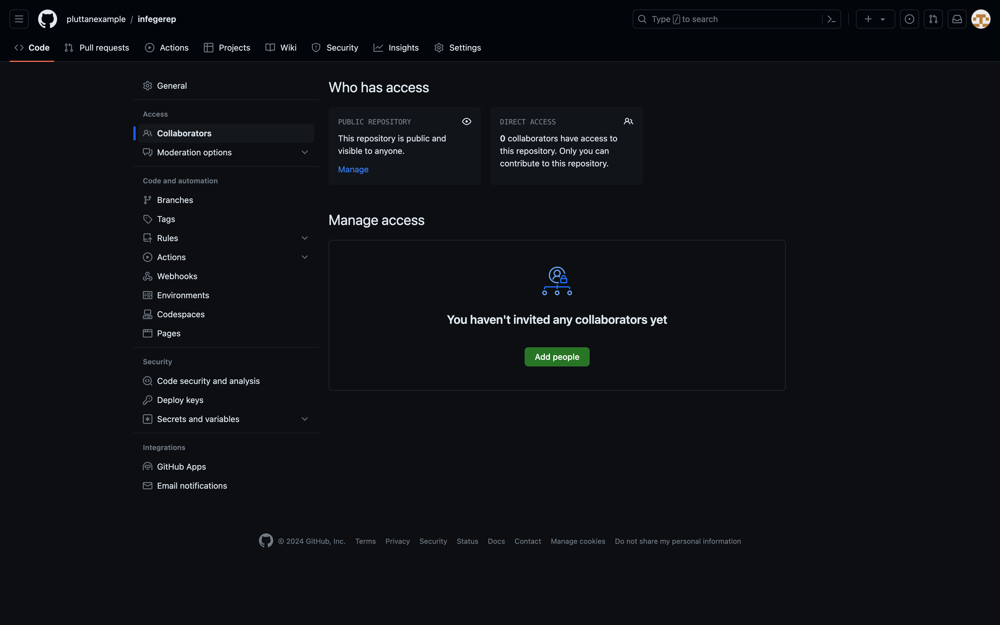 pluttanexample / infegerep
Type / to search
Code Pull requests Actions Projects Wiki Security Insights Settings
General
Access
Collaborators
Moderation options
Code and automation
Branches
Tags
Rules
Actions
Webhooks
Environments
Codespaces
Pages
Security
Code security and analysis
Deploy keys
Secrets and variables
Integrations
GitHub Apps
Email notifications
Who has access
PUBLIC REPOSITORY
This repository is public and
visible to anyone.
Manage
DIRECT ACCESS
0 collaborators have access to
this repository. Only you can
contribute to this repository.
Manage access
You haven't invited any collaborators yet
Add people
© 2024 GitHub, Inc. Terms Privacy Security Status Docs Contact Manage cookies Do not share my personal information